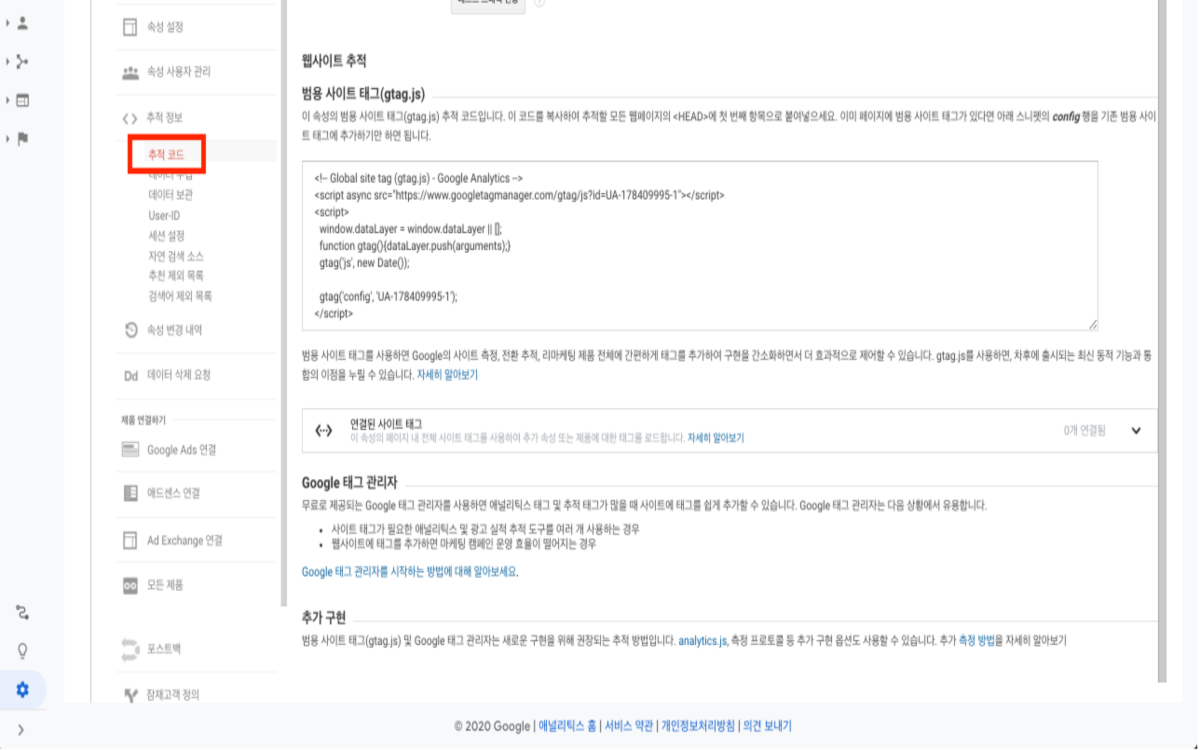 속성 설정
속성 사용자 관리
추적 정보
추적 코드
데이터 보관
User-ID
세션 설정
자연 검색 소스
추천 제외 목록
검색어 제외 목록
속성 변경 내역
Dd 데이터 삭제 요청
제품 연결하기
Google Ads 연결
애드센스 연결
Ad Exchange 연결
모든 제품
포스트백
잠재고객 정의
웹사이트 추적
범용 사이트 태그(gtag.js)
이 속성의 범용 사이트 태그(gtag.js) 추적 코드입니다. 이 코드를 복사하여 추적할 모든 웹페이지의 <HEAD>에 첫 번째 항목으로 붙여넣으세요. 이미 페이지에 범용 사이트 태그가 있다면 아래 스니펫의 config 행을 기존 범용 사이
트 태그에 추가하기만 하면 됩니다.
<!-- Global site tag (gtag.js) - Google Analytics -->
<script async src="https://www.googletagmanager.com/gtag/js?id=UA-178409995-1"></script>
<script>
window.dataLayer = window.dataLayer || [];
function gtag(){dataLayer.push(arguments);}
gtag('js', new Date());
gtag('config', 'UA-178409995-1');
</script>
범용 사이트 태그를 사용하면 Google의 사이트 측정, 전환 추적, 리마케팅 제품 전체에 간편하게 태그를 추가하여 구현을 간소화하면서 더 효과적으로 제어할 수 있습니다. gtag.js를 사용하면, 차후에 출시되는 최신 동적 기능과 통
합의 이점을 누릴 수 있습니다. 자세히 알아보기
연결된 사이트 태그
이 속성의 페이지 내 전체 사이트 태그를 사용하여 추가 속성 또는 제품에 대한 태그를 로드합니다. 자세히 알아보기
0개 연결됨
Google 태그 관리자
무료로 제공되는 Google 태그 관리자를 사용하면 애널리틱스 태그 및 추적 태그가 많을 때 사이트에 태그를 쉽게 추가할 수 있습니다. Google 태그 관리자는 다음 상황에서 유용합니다.
• 사이트 태그가 필요한 애널리틱스 및 광고 실적 추적 도구를 여러 개 사용하는 경우
• 웹사이트에 태그를 추가하면 마케팅 캠페인 운영 효율이 떨어지는 경우
Google 태그 관리자를 시작하는 방법에 대해 알아보세요.
추가 구현
범용 사이트 태그(gtag.js) 및 Google 태그 관리자는 새로운 구현을 위해 권장되는 추적 방법입니다. analytics.js, 측정 프로토콜 등 추가 구현 옵션도 사용할 수 있습니다. 추가 측정 방법을 자세히 알아보기
© 2020 Google | 애널리틱스 홈 | 서비스 약관 | 개인정보처리방침 | 의견 보내기